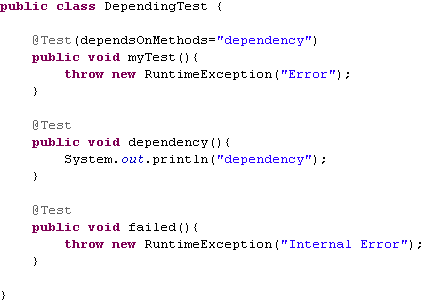 public class DependingTest {
@Test(dependsOnMethods="dependency")
public void myTest(){
throw new RuntimeException("Error");
}
@Test
public void dependency(){
System.out.println("dependency");
}
@Test
public void failed(){
throw new RuntimeException("Internal Error");
}
}